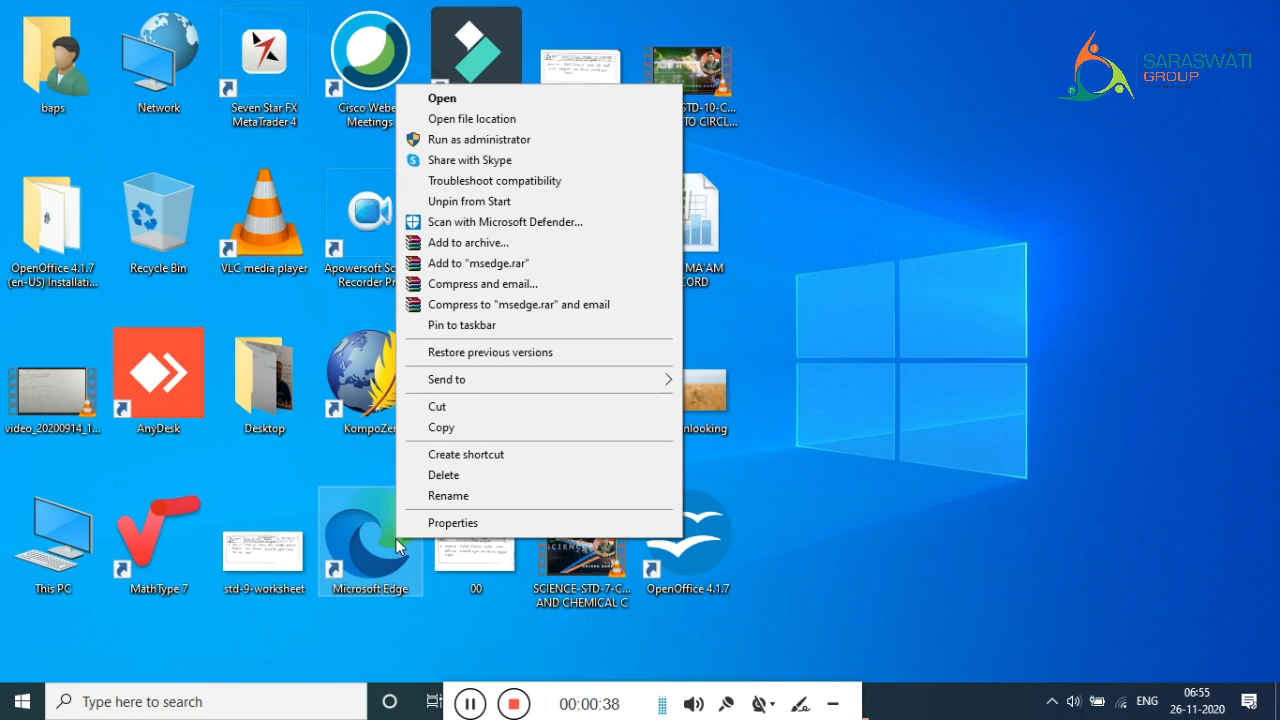 SARASWATI
GROUP
baps
Network
Seven Star FX
MetaTrader 4
Cisco Webe
Meetings
STD-10-C...
TO CIRCL...
Open
Open file location
Run as administrator
Share with Skype
Troubleshoot compatibility
Unpin from Start
Scan with Microsoft Defender...
Add to archive...
Add to "msedge.rar"
Compress and email...
Compress to "msedge.rar" and email
Pin to taskbar
Restore previous versions
Send to
Cut
Copy
Create shortcut
Delete
Rename
Properties
OpenOffice 4.1.7
(en-US) Installati...
Recycle Bin
VLC media player
Apowersoft Sc
Recorder Pr
MA'AM
ORD
video_20200914_1...
AnyDesk
Desktop
KompoZe
nlooking
This PC
MathType 7
std-9-worksheet
Microsoft Edge
00
SCIENCE
SCIENCE-STD-7-C...
AND CHEMICAL C
OpenOffice 4.1.7
Type here to search
00:00:38
ENG
06:55
26-11-2020